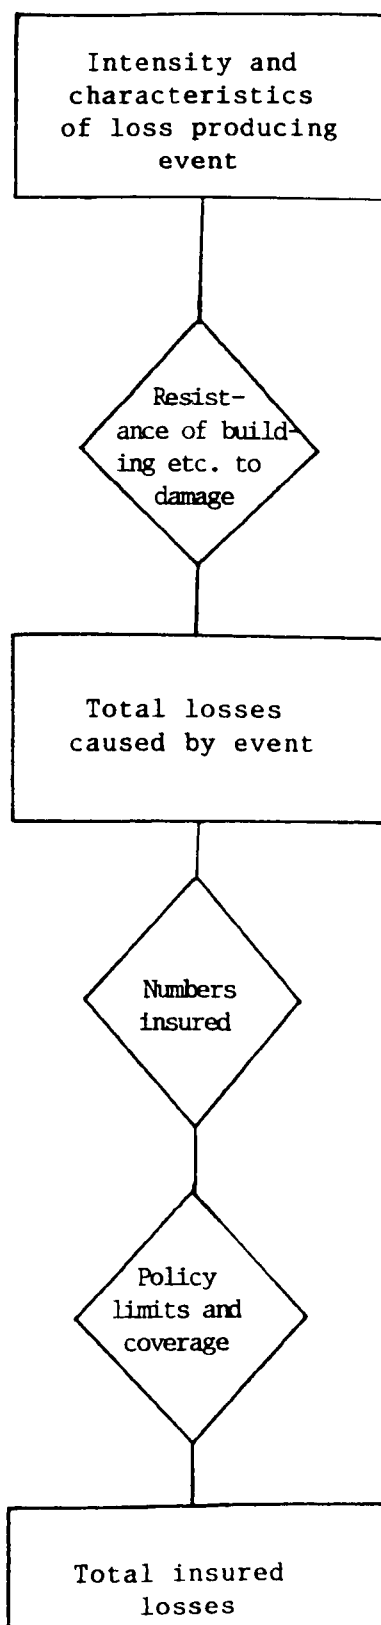 Intensity and
characteristics
of loss producing
event
Resist-
ance of build-
ing etc. to
damage
Total losses
caused by event
Numbers
insured
Policy
limits and
coverage
Total insured
losses